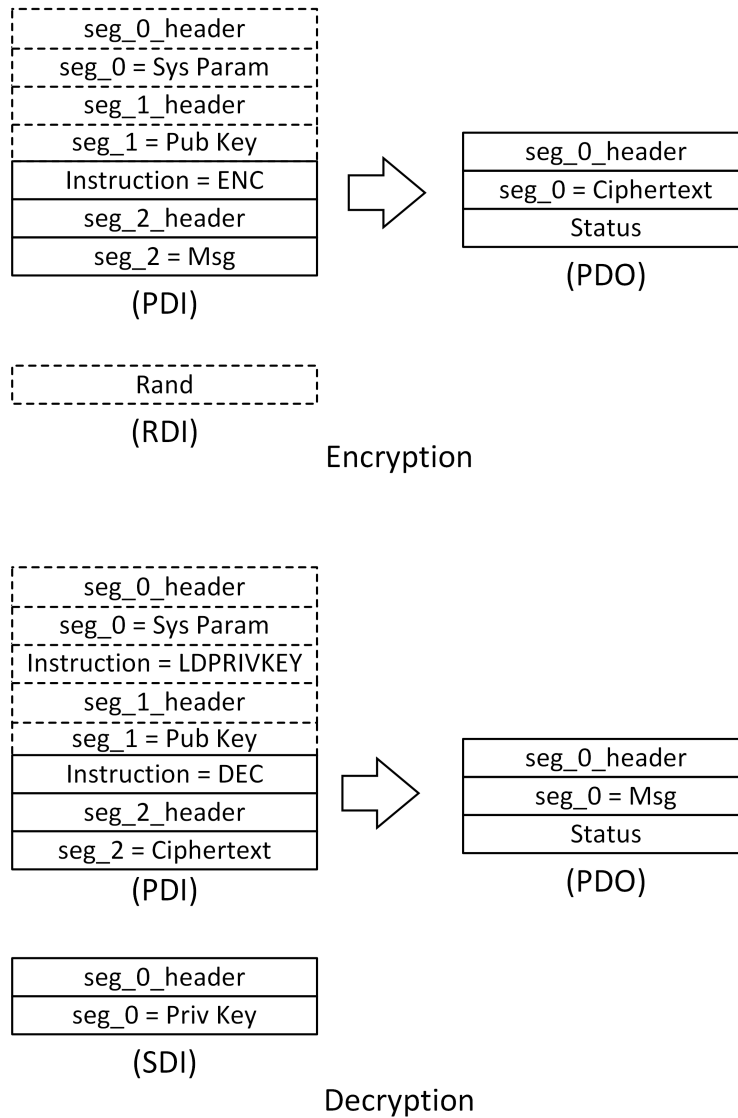 seg_0_header
seg_0 = Sys Param
seg_1_header
seg_1 = Pub Key
Instruction = ENC
seg_2_header
seg_2 = Msg
(PDI)
seg_0_header
seg_0 = Ciphertext
Status
(PDO)
Rand
(RDI)
Encryption
seg_0_header
seg_0 = Sys Param
Instruction = LDPRIVKEY
seg_1_header
seg_1 = Pub Key
Instruction = DEC
seg_2_header
seg_2 = Ciphertext
(PDI)
seg_0_header
seg_0 = Msg
Status
(PDO)
seg_0_header
seg_0 = Priv Key
(SDI)
Decryption